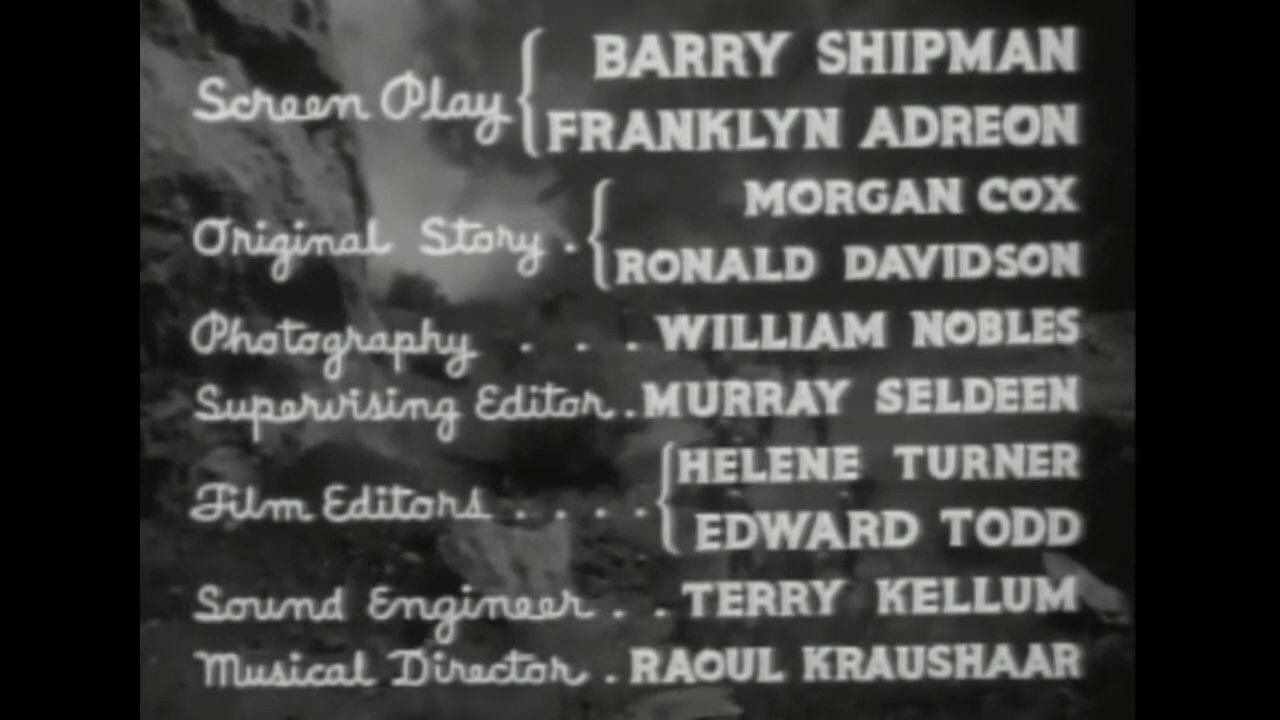 Screen Play { BARRY SHIPMAN
FRANKLYN ADREON
Original Story . { MORGAN COX
RONALD DAVIDSON
Photography . . . WILLIAM NOBLES
Supervising Editor . MURRAY SELDEEN
Film Editors . . . . { HELENE TURNER
EDWARD TODD
Sound Engineer . . TERRY KELLUM
Musical Director . RAOUL KRAUSHAAR